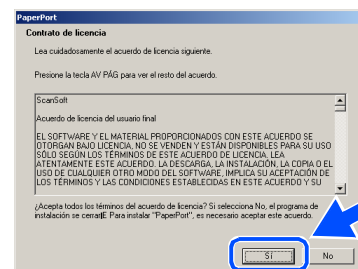 PaperPort
Contrato de licencia
Lea cuidadosamente el acuerdo de licencia siguiente.
Presione la tecla AV PÁG para ver el resto del acuerdo.
ScanSoft
Acuerdo de licencia del usuario final
EL SOFTWARE Y EL MATERIAL PROPORCIONADOS CON ESTE ACUERDO SE
OTORGAN BAJO LICENCIA, NO SE VENDEN Y ESTÁN DISPONIBLES PARA SU USO
SÓLO SEGÚN LOS TÉRMINOS DE ESTE ACUERDO DE LICENCIA. LEA
ATENTAMENTE ESTE ACUERDO. LA DESCARGA, LA INSTALACIÓN, LA COPIA O EL
USO DE CUALQUIER OTRO MODO DEL SOFTWARE, IMPLICA SU ACEPTACIÓN DE
LOS TÉRMINOS Y LAS CONDICIONES ESTABLECIDAS EN ESTE ACUERDO Y SU
¿Acepta todos los términos del acuerdo de licencia? Si selecciona No, el programa de
instalación se cerrarE Para instalar "PaperPort", es necesario aceptar este acuerdo.
Sí
No